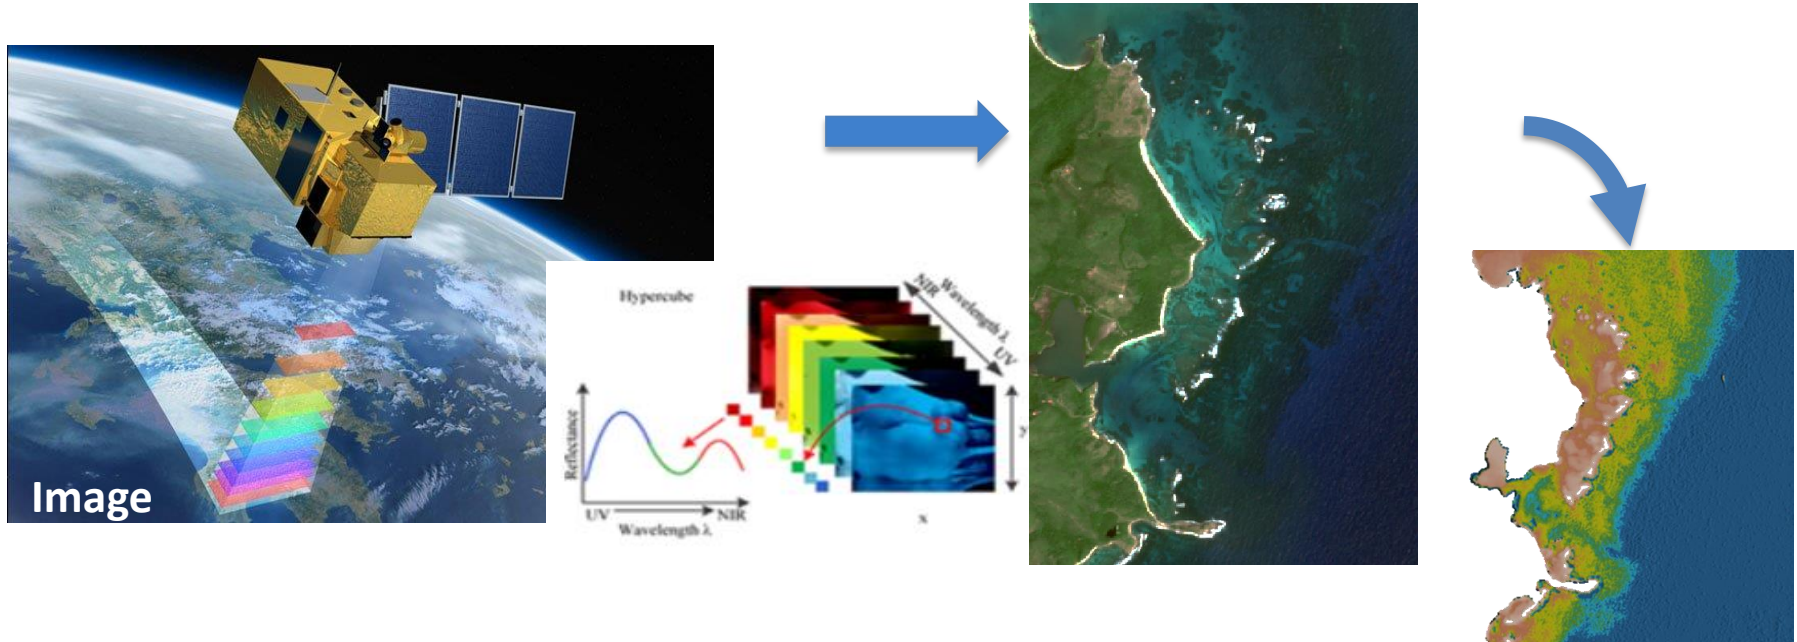 Image
Hypercube
NIR
Wavelength λ
UV
Reflectance
UV
NIR
Wavelength λ
x
y